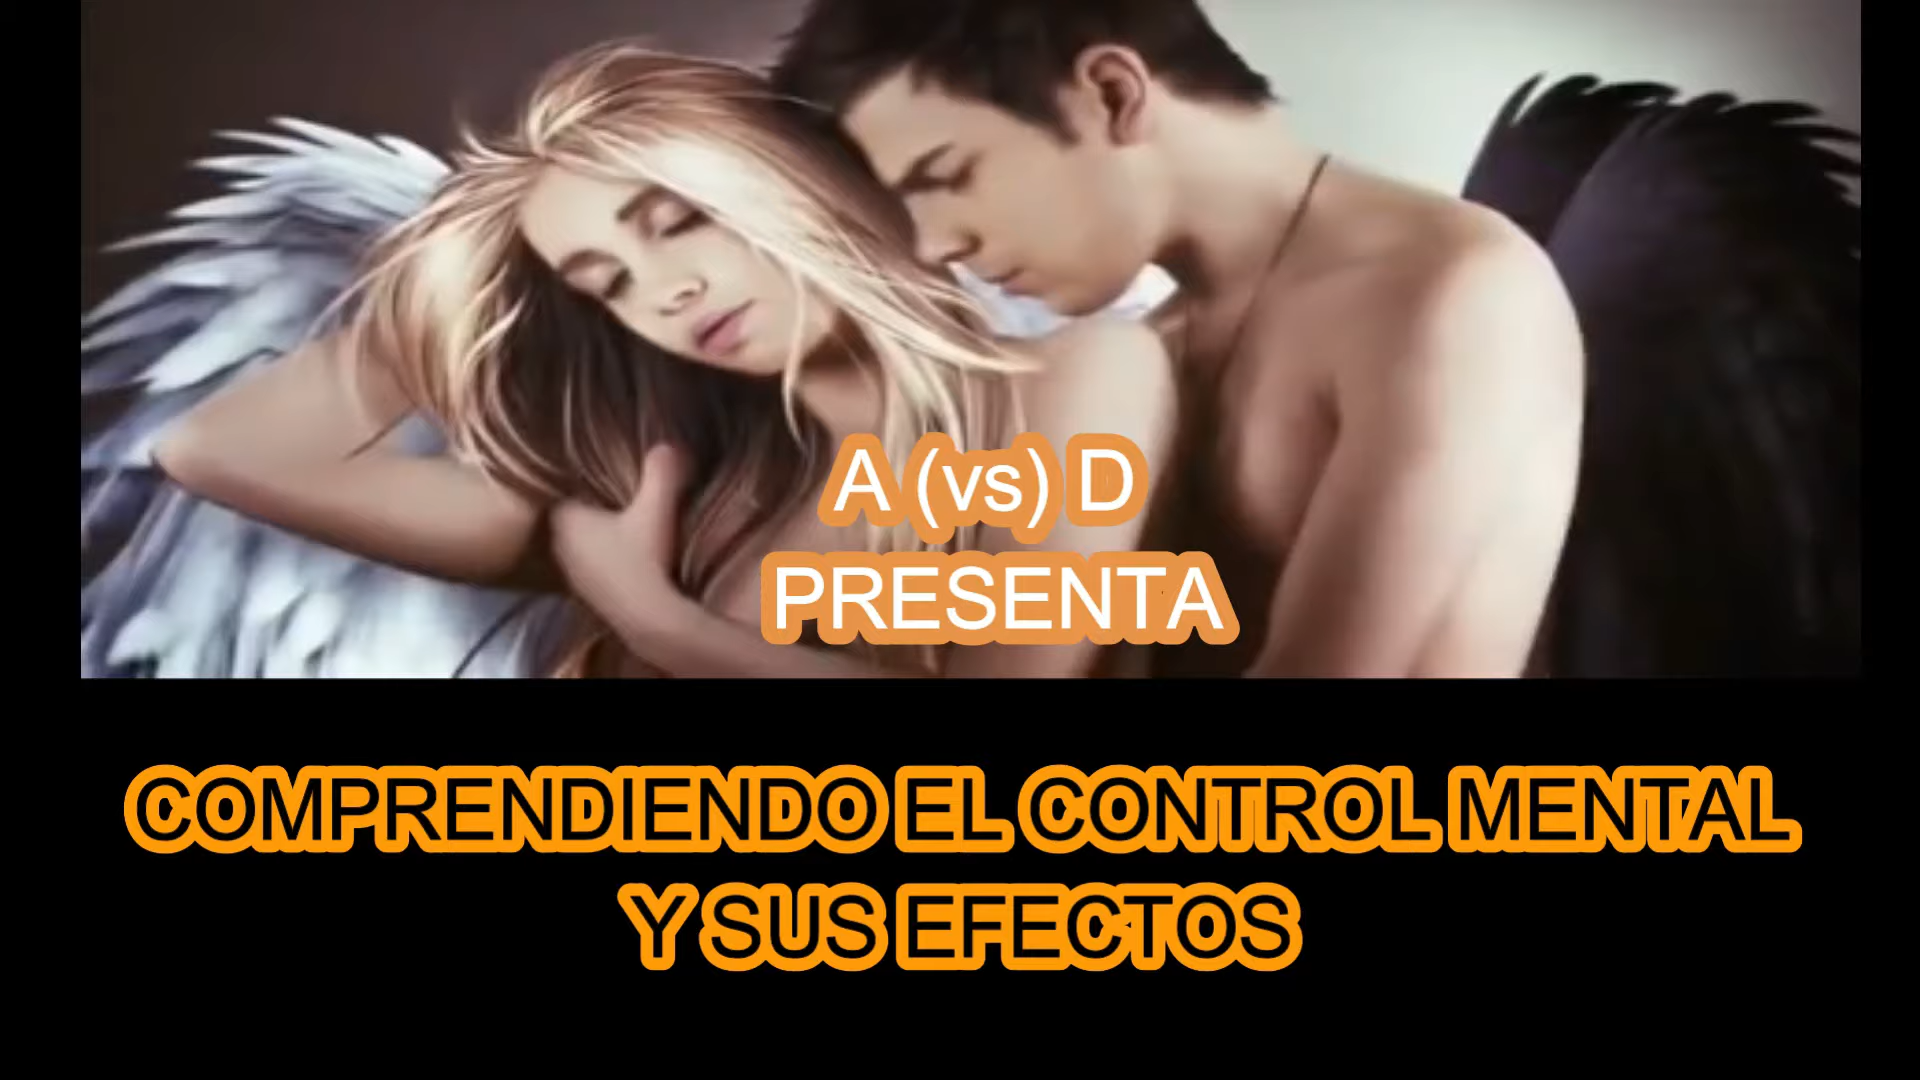 A (vs) D
PRESENTA
COMPRENDIENDO EL CONTROL MENTAL
Y SUS EFECTOS